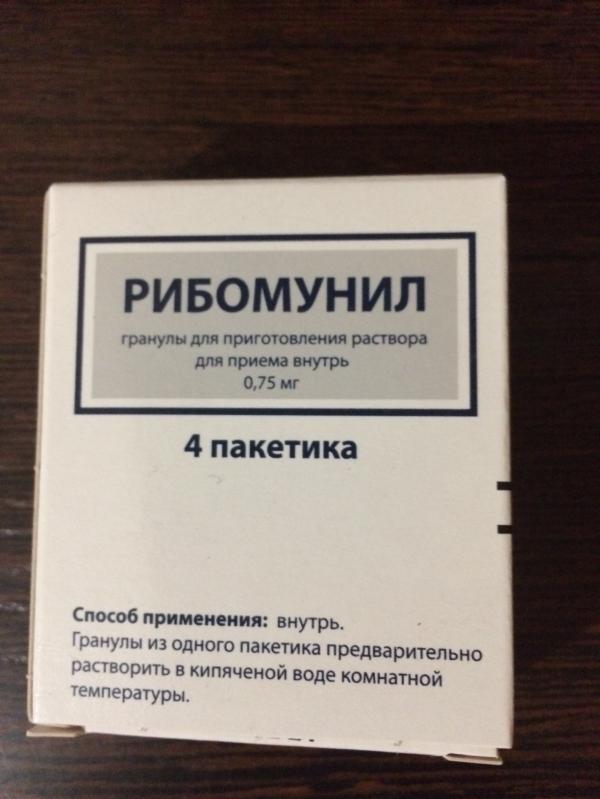 РИБОМУНИЛ
гранулы для приготовления раствора
для приема внутрь
0,75 мг
4 пакетика
Способ применения: внутрь.
Гранулы из одного пакетика предварительно
растворить в кипяченой воде комнатной
температуры.